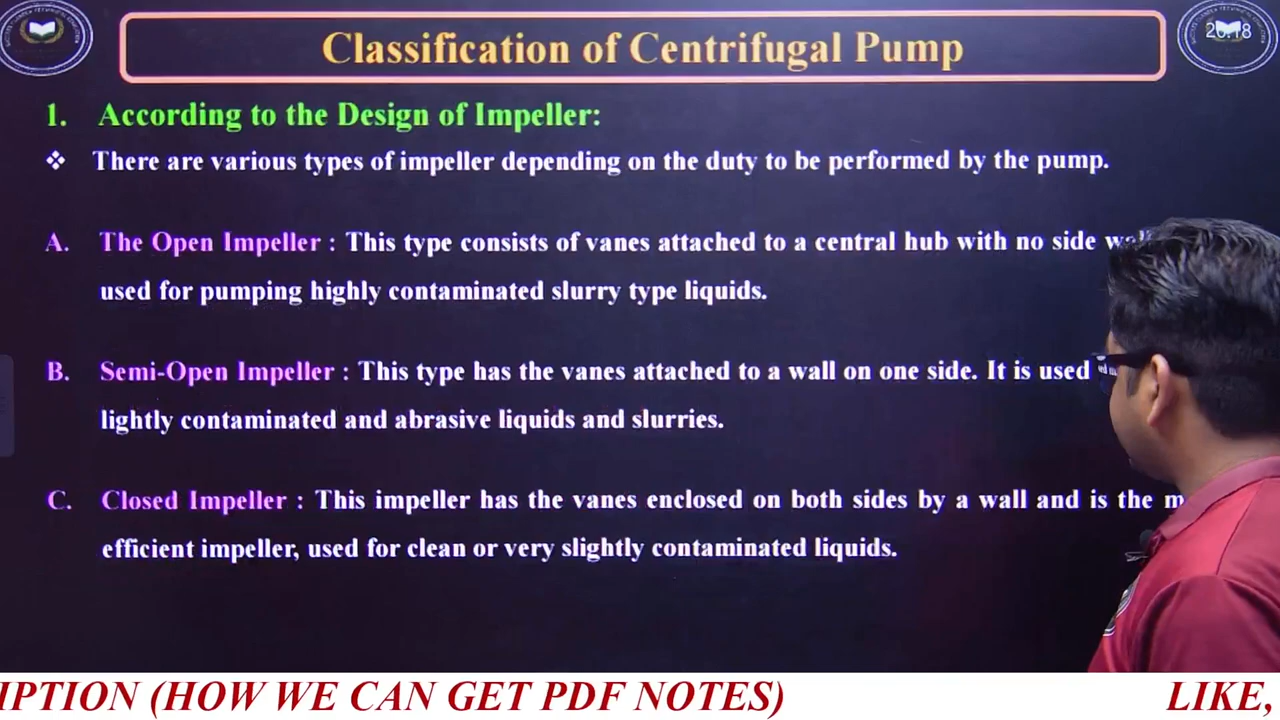 20:18
Classification of Centrifugal Pump
1. According to the Design of Impeller:
❖ There are various types of impeller depending on the duty to be performed by the pump.
A. The Open Impeller : This type consists of vanes attached to a central hub with no side
used for pumping highly contaminated slurry type liquids.
B. Semi-Open Impeller : This type has the vanes attached to a wall on one side. It is used
lightly contaminated and abrasive liquids and slurries.
C. Closed Impeller : This impeller has the vanes enclosed on both sides by a wall and is the m
efficient impeller, used for clean or very slightly contaminated liquids.
IPTION (HOW WE CAN GET PDF NOTES) LIKE,